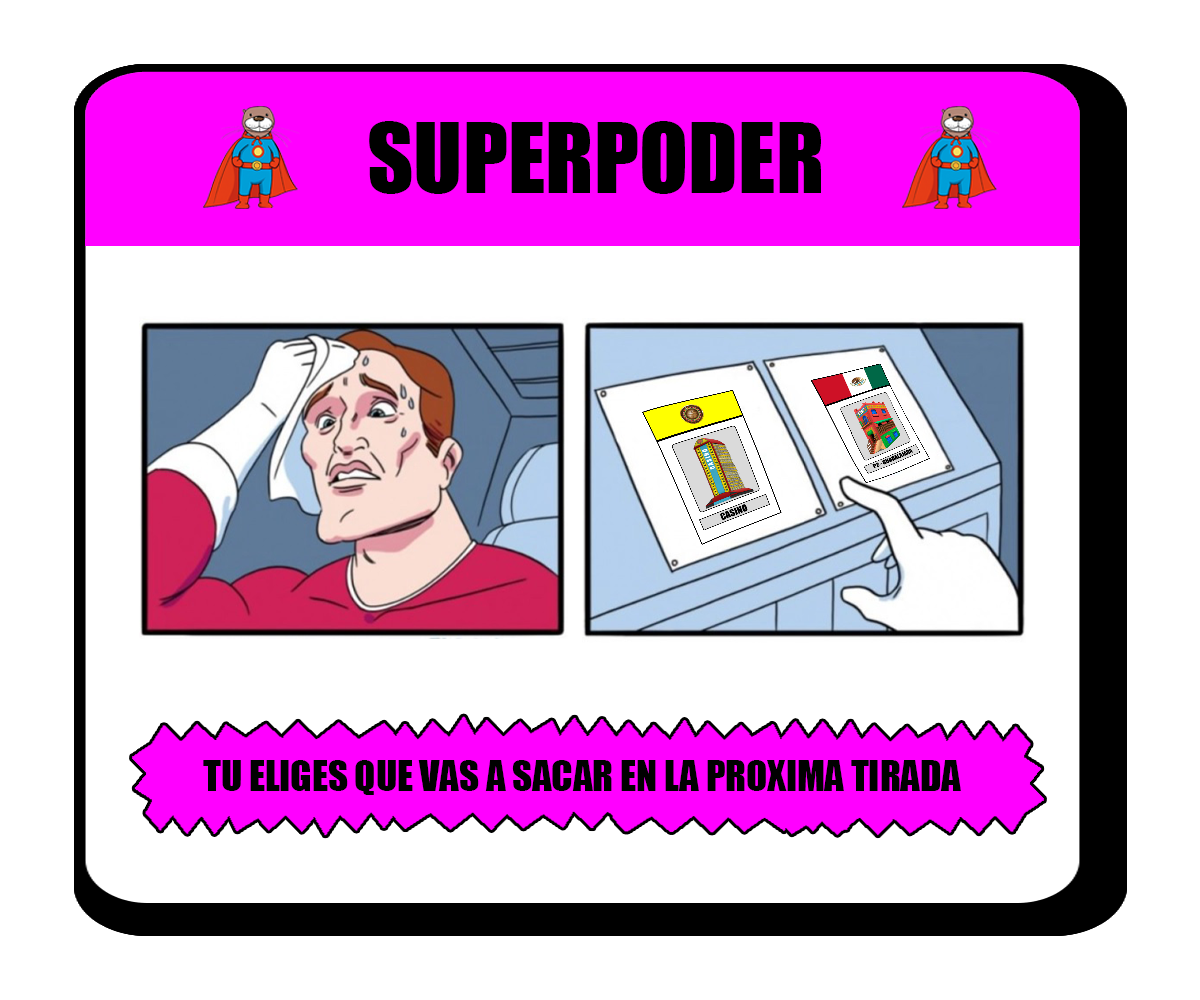 SUPERPODER
CASINO
TU ELIGES QUE VAS A SACAR EN LA PROXIMA TIRADA